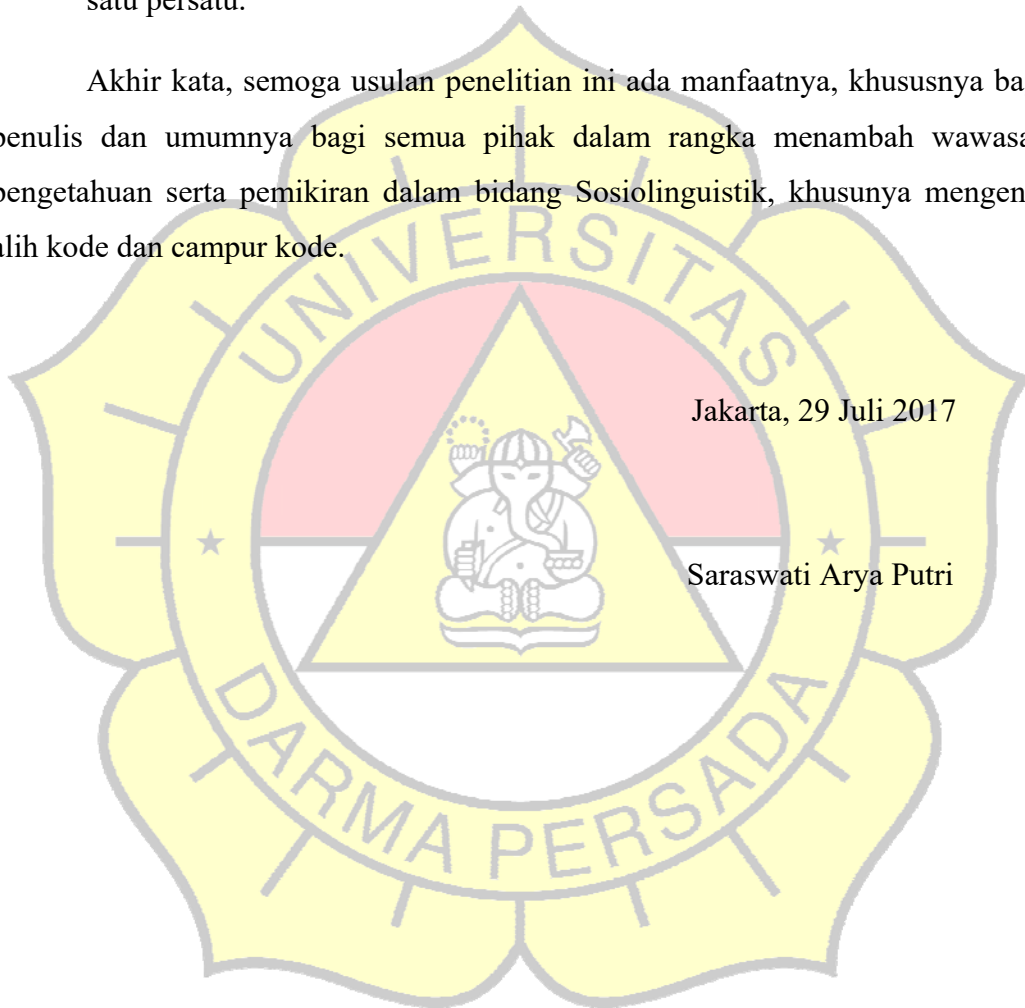 satu persatu.
Akhir kata, semoga usulan penelitian ini ada manfaatnya, khususnya ba
penulis dan umumnya bagi semua pihak dalam rangka menambah wawasa
pengetahuan serta pemikiran dalam bidang Sosiolinguistik, khusunya mengen
alih kode dan campur kode.
UNIVERSITAS
Jakarta, 29 Juli 2017
Saraswati Arya Putri
DARMA PERSADA